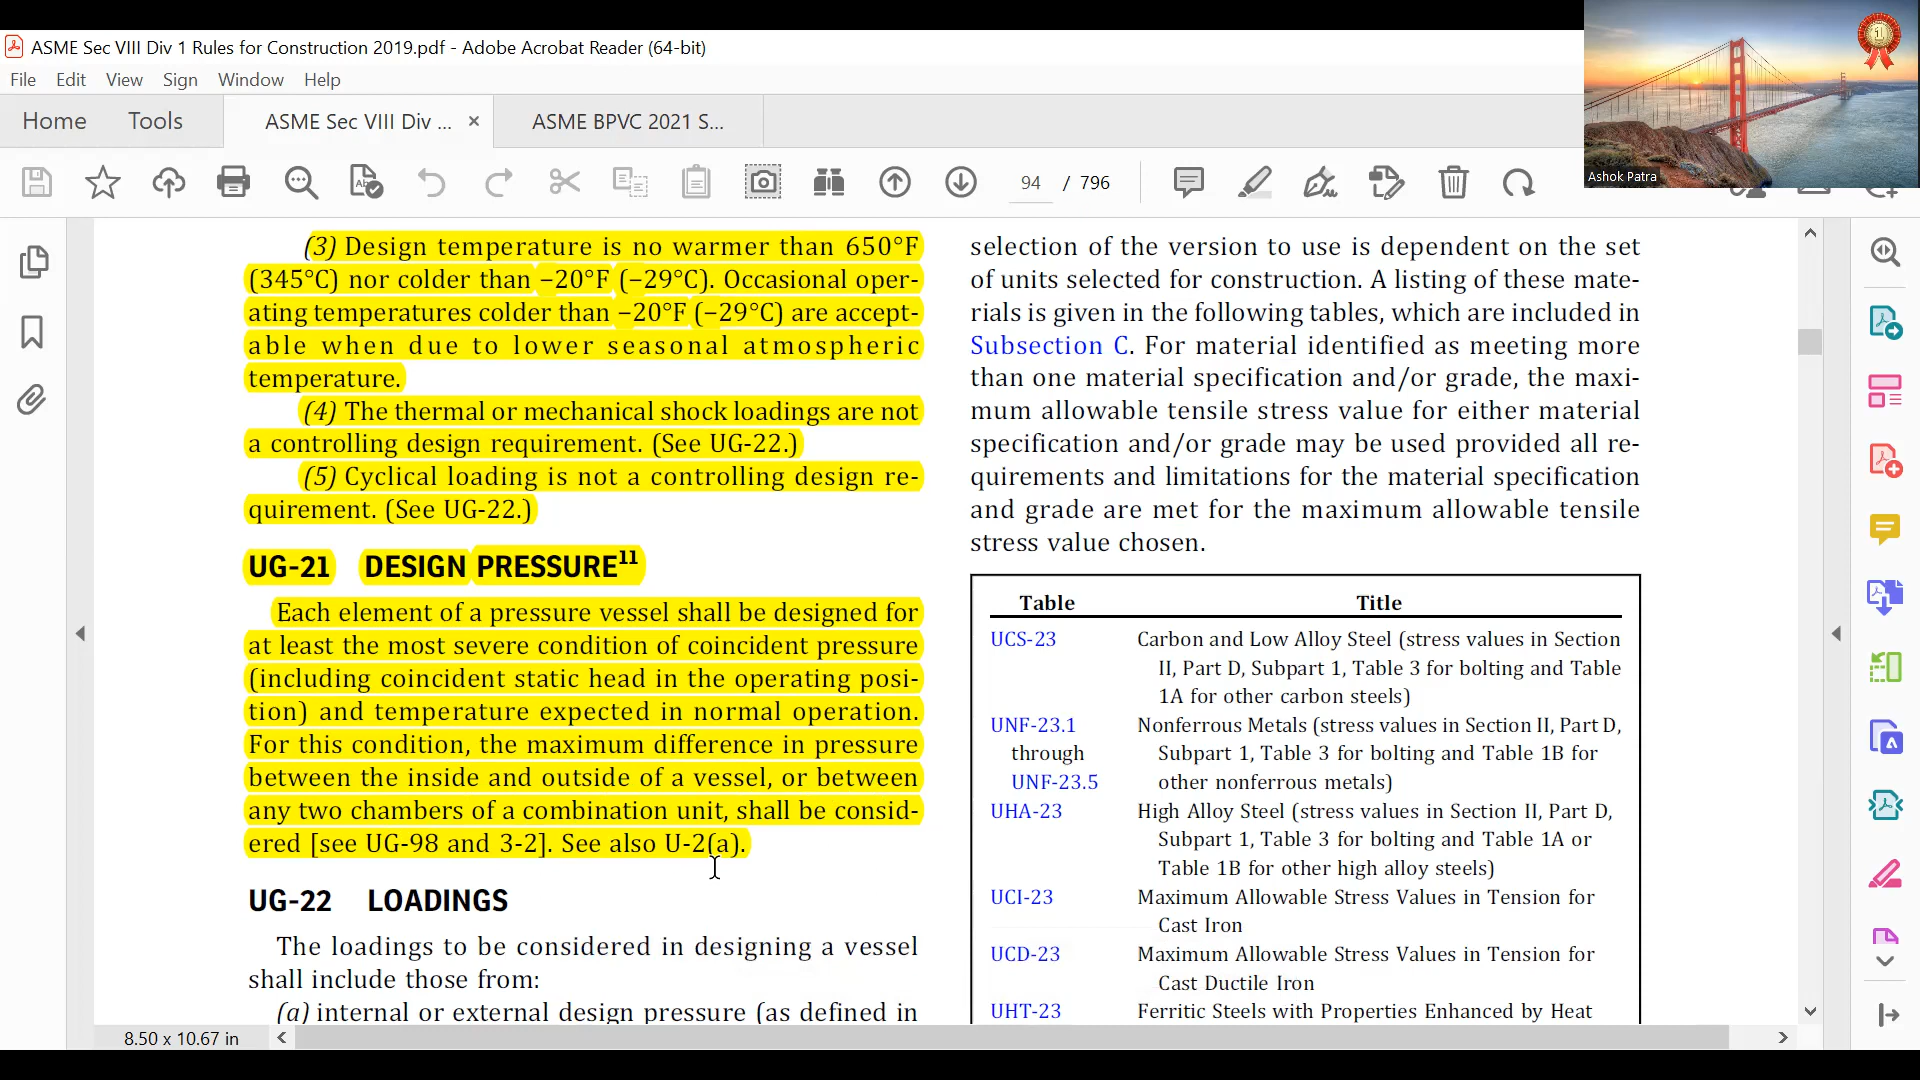 ASME Sec VIII Div 1 Rules for Construction 2019.pdf - Adobe Acrobat Reader (64-bit)
File Edit View Sign Window Help
Home Tools ASME Sec VIII Div ... × ASME BPVC 2021 S...
94 / 796
1
Ashok Patra
(3) Design temperature is no warmer than 650°F
(345°C) nor colder than −20°F (−29°C). Occasional oper-
ating temperatures colder than −20°F (−29°C) are accept-
able when due to lower seasonal atmospheric
temperature.
(4) The thermal or mechanical shock loadings are not
a controlling design requirement. (See UG-22.)
(5) Cyclical loading is not a controlling design re-
quirement. (See UG-22.)
UG-21 DESIGN PRESSURE¹¹
Each element of a pressure vessel shall be designed for
at least the most severe condition of coincident pressure
(including coincident static head in the operating posi-
tion) and temperature expected in normal operation.
For this condition, the maximum difference in pressure
between the inside and outside of a vessel, or between
any two chambers of a combination unit, shall be consid-
ered [see UG-98 and 3-2]. See also U-2(a).
UG-22 LOADINGS
The loadings to be considered in designing a vessel
shall include those from:
(a) internal or external design pressure (as defined in
selection of the version to use is dependent on the set
of units selected for construction. A listing of these mate-
rials is given in the following tables, which are included in
Subsection C. For material identified as meeting more
than one material specification and/or grade, the maxi-
mum allowable tensile stress value for either material
specification and/or grade may be used provided all re-
quirements and limitations for the material specification
and grade are met for the maximum allowable tensile
stress value chosen.
Table Title
UCS-23 Carbon and Low Alloy Steel (stress values in Section
II, Part D, Subpart 1, Table 3 for bolting and Table
1A for other carbon steels)
UNF-23.1 Nonferrous Metals (stress values in Section II, Part D,
through Subpart 1, Table 3 for bolting and Table 1B for
UNF-23.5 other nonferrous metals)
UHA-23 High Alloy Steel (stress values in Section II, Part D,
Subpart 1, Table 3 for bolting and Table 1A or
Table 1B for other high alloy steels)
UCI-23 Maximum Allowable Stress Values in Tension for
Cast Iron
UCD-23 Maximum Allowable Stress Values in Tension for
Cast Ductile Iron
UHT-23 Ferritic Steels with Properties Enhanced by Heat
8.50 x 10.67 in